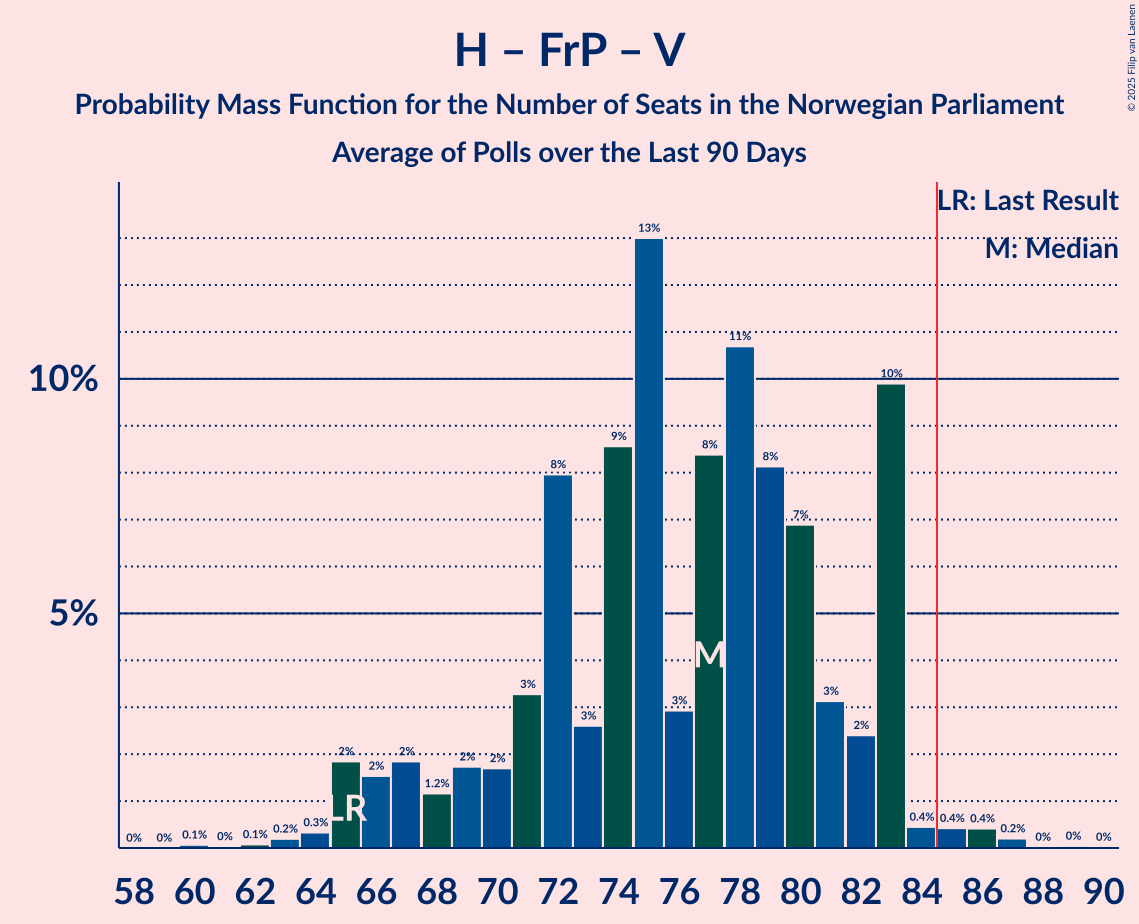 H – FrP – V
Probability Mass Function for the Number of Seats in the Norwegian Parliament
Average of Polls over the Last 90 Days
© 2025 Filip van Laenen
LR: Last Result
M: Median
10%
5%
0% 0% 0.1% 0% 0.1% 0.2% 0.3% 2% 2% 2% 1.2% 2% 2% 3% 8% 3% 9% 13% 3% 8% 11% 8% 7% 3% 2% 10% 0.4% 0.4% 0.4% 0.2% 0% 0% 0%
LR
M
58 60 62 64 66 68 70 72 74 76 78 80 82 84 86 88 90